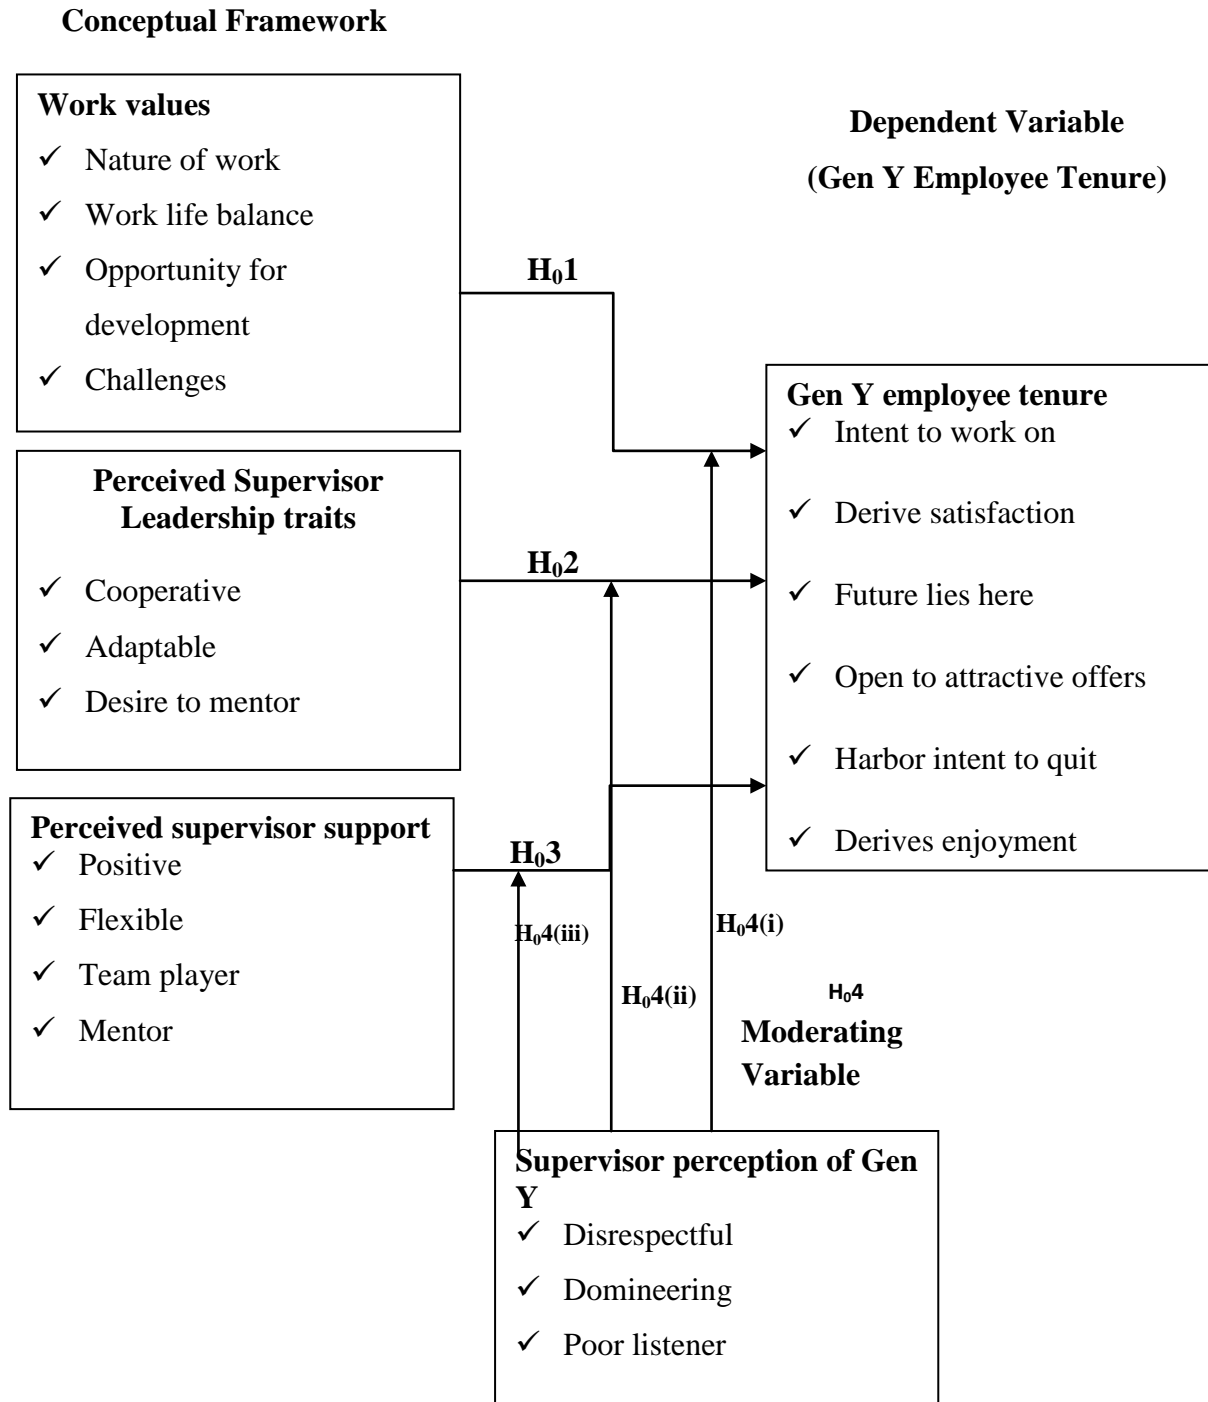 Conceptual Framework
Work values
✓ Nature of work
✓ Work life balance
✓ Opportunity for
development
✓ Challenges
Dependent Variable
(Gen Y Employee Tenure)
H₀1
Perceived Supervisor
Leadership traits
✓ Cooperative
✓ Adaptable
✓ Desire to mentor
H₀2
Gen Y employee tenure
✓ Intent to work on
✓ Derive satisfaction
✓ Future lies here
✓ Open to attractive offers
✓ Harbor intent to quit
✓ Derives enjoyment
Perceived supervisor support
✓ Positive
✓ Flexible
✓ Team player
✓ Mentor
H₀3
H₀4(iii)
H₀4(i)
H₀4(ii)
H₀4
Moderating
Variable
Supervisor perception of Gen
Y
✓ Disrespectful
✓ Domineering
✓ Poor listener